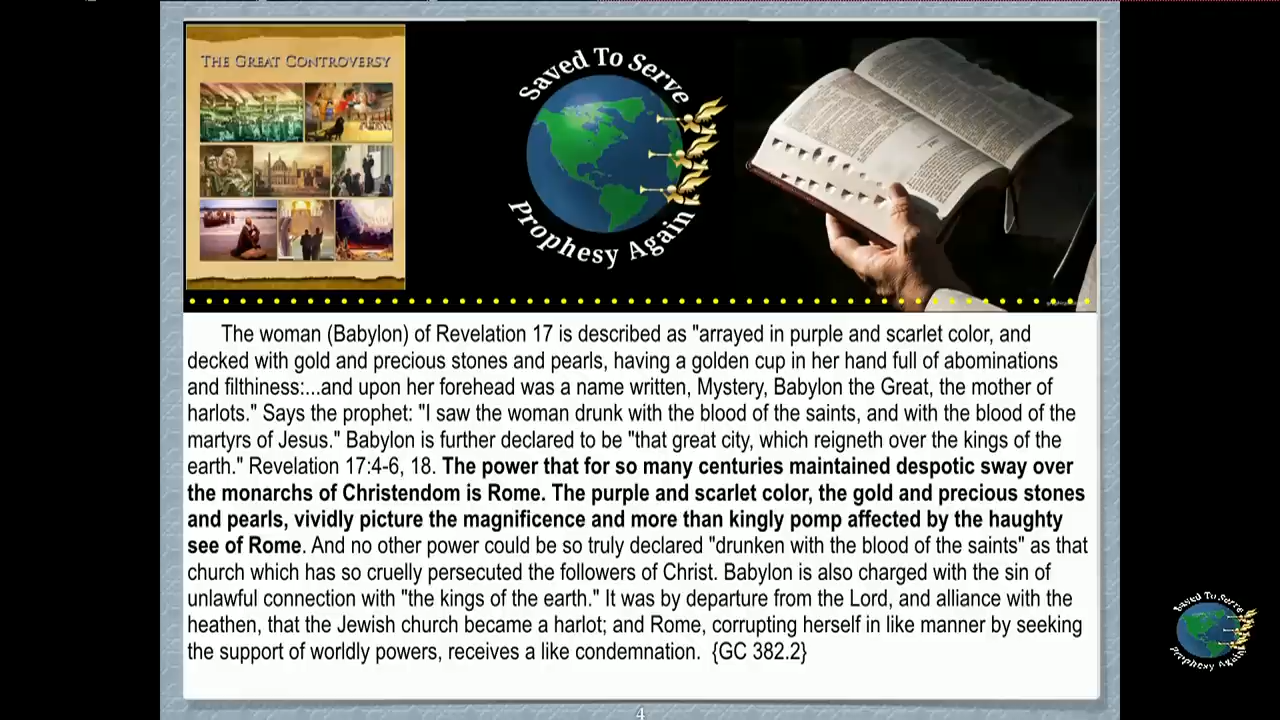 THE GREAT CONTROVERSY
Saved To Serve
Prophesy Again
The woman (Babylon) of Revelation 17 is described as "arrayed in purple and scarlet color, and
decked with gold and precious stones and pearls, having a golden cup in her hand full of abominations
and filthiness:...and upon her forehead was a name written, Mystery, Babylon the Great, the mother of
harlots." Says the prophet: "I saw the woman drunk with the blood of the saints, and with the blood of the
martyrs of Jesus." Babylon is further declared to be "that great city, which reigneth over the kings of the
earth." Revelation 17:4-6, 18. The power that for so many centuries maintained despotic sway over
the monarchs of Christendom is Rome. The purple and scarlet color, the gold and precious stones
and pearls, vividly picture the magnificence and more than kingly pomp affected by the haughty
see of Rome. And no other power could be so truly declared "drunken with the blood of the saints" as that
church which has so cruelly persecuted the followers of Christ. Babylon is also charged with the sin of
unlawful connection with "the kings of the earth." It was by departure from the Lord, and alliance with the
heathen, that the Jewish church became a harlot; and Rome, corrupting herself in like manner by seeking
the support of worldly powers, receives a like condemnation. {GC 382.2}
Saved To Serve
Prophesy Again
4